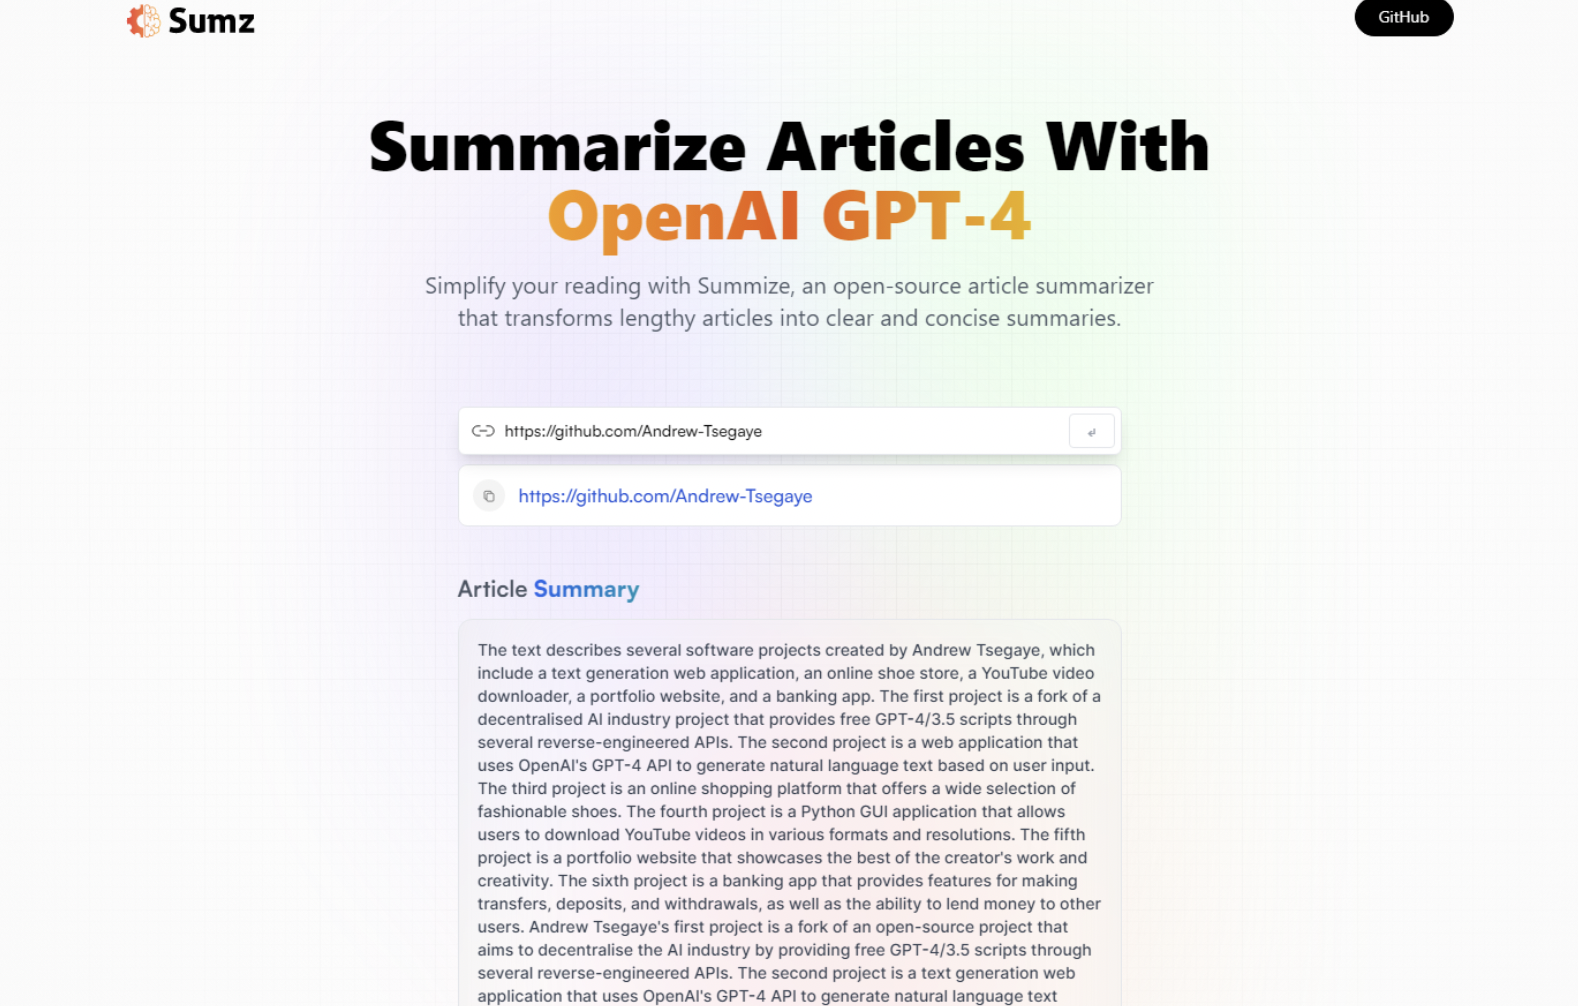 Sumz
GitHub
Summarize Articles With
OpenAI GPT-4
Simplify your reading with Summize, an open-source article summarizer
that transforms lengthy articles into clear and concise summaries.
https://github.com/Andrew-Tsegaye
↵
https://github.com/Andrew-Tsegaye
Article Summary
The text describes several software projects created by Andrew Tsegaye, which
include a text generation web application, an online shoe store, a YouTube video
downloader, a portfolio website, and a banking app. The first project is a fork of a
decentralised AI industry project that provides free GPT-4/3.5 scripts through
several reverse-engineered APIs. The second project is a web application that
uses OpenAI's GPT-4 API to generate natural language text based on user input.
The third project is an online shopping platform that offers a wide selection of
fashionable shoes. The fourth project is a Python GUI application that allows
users to download YouTube videos in various formats and resolutions. The fifth
project is a portfolio website that showcases the best of the creator's work and
creativity. The sixth project is a banking app that provides features for making
transfers, deposits, and withdrawals, as well as the ability to lend money to other
users. Andrew Tsegaye's first project is a fork of an open-source project that
aims to decentralise the AI industry by providing free GPT-4/3.5 scripts through
several reverse-engineered APIs. The second project is a text generation web
application that uses OpenAI's GPT-4 API to generate natural language text